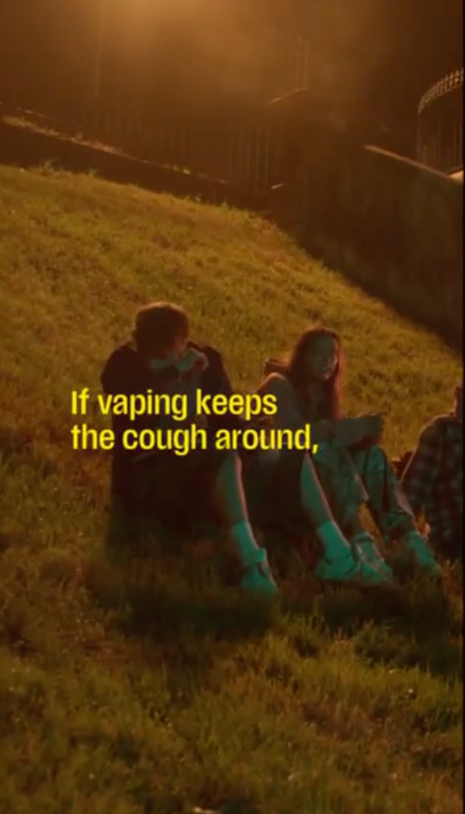 If vaping keeps
the cough around,